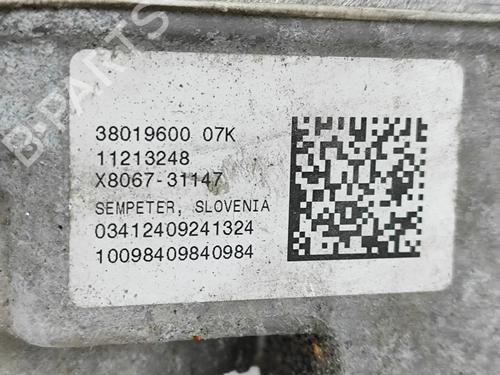 38019600 07K
11213248
X8067-31147
SEMPETER, SLOVENIA
03412409241324
10098409840984
B-PARTS